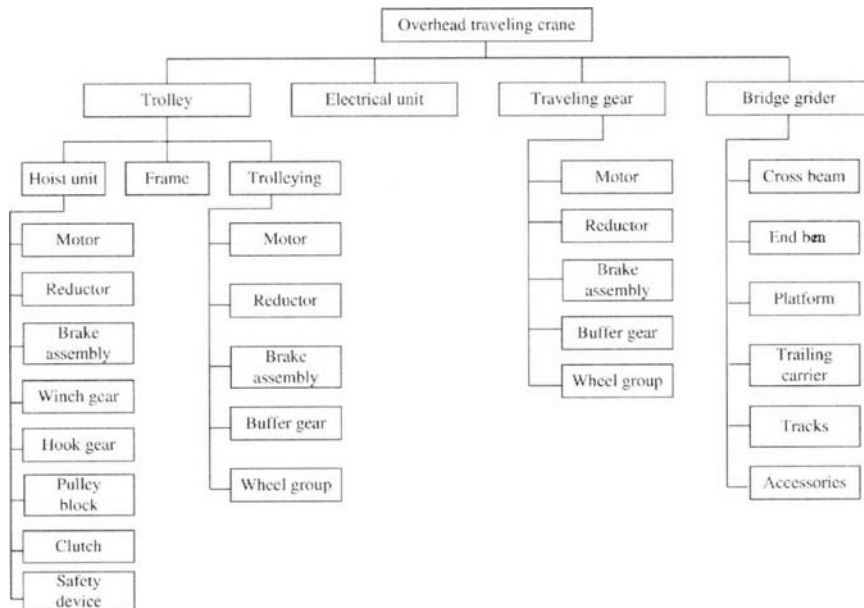 Overhead traveling crane
Trolley
Electrical unit
Traveling gear
Bridge grider
Hoist unit
Frame
Trolleying
Motor
Reductor
Brake
assembly
Winch gear
Hook gear
Pulley
block
Clutch
Safety
device
Motor
Reductor
Brake
assembly
Buffer gear
Wheel group
Motor
Reductor
Brake
assembly
Buffer gear
Wheel group
Cross beam
End
Platform
Trailing
carrier
Tracks
Accessories